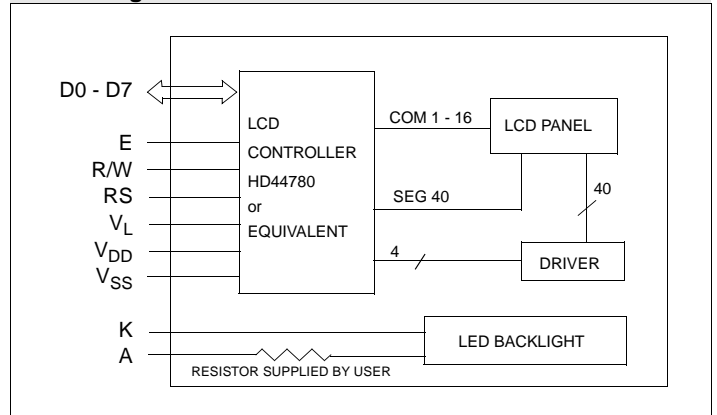 D0 - D7
E
R/W
RS
VL
VDD
VSS
K
A
LCD
CONTROLLER
HD44780
or
EQUIVALENT
COM 1 - 16
SEG 40
4
LCD PANEL
40
DRIVER
LED BACKLIGHT
RESISTOR SUPPLIED BY USER